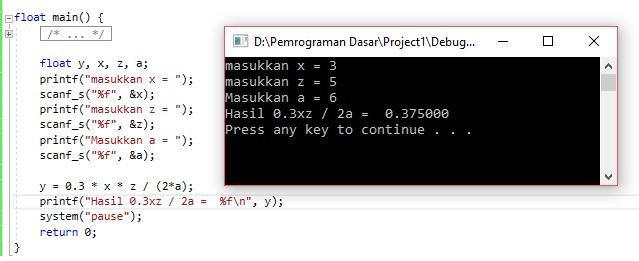 float main() {
/* ... */
float y, x, z, a;
printf("masukkan x = ");
scanf_s("%f", &x);
printf("masukkan z = ");
scanf_s("%f", &z);
printf("Masukkan a = ");
scanf_s("%f", &a);
y = 0.3 * x * z / (2*a);
printf("Hasil 0.3xz / 2a =  %f\n", y);
system("pause");
return 0;
}
D:\Pemrograman Dasar\Project1\Debug...
masukkan x = 3
masukkan z = 5
Masukkan a = 6
Hasil 0.3xz / 2a =  0.375000
Press any key to continue . . .